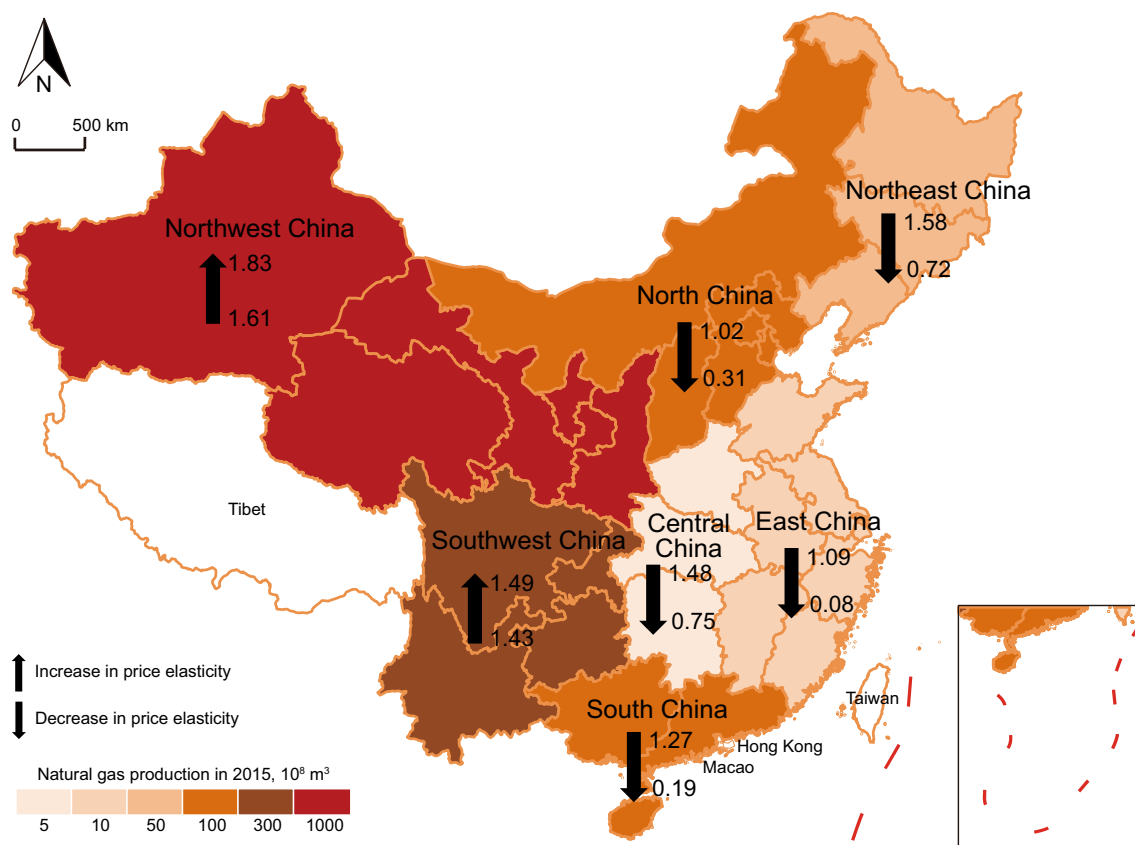 N
0 500 km
Northeast China
1.58
0.72
Northwest China
1.83
1.61
North China
1.02
0.31
Tibet
Southwest China
1.49
1.43
Central
China
1.48
0.75
East China
1.09
0.08
South China
1.27
0.19
Taiwan
Hong Kong
Macao
Increase in price elasticity
Decrease in price elasticity
Natural gas production in 2015, 10⁸ m³
5 10 50 100 300 1000